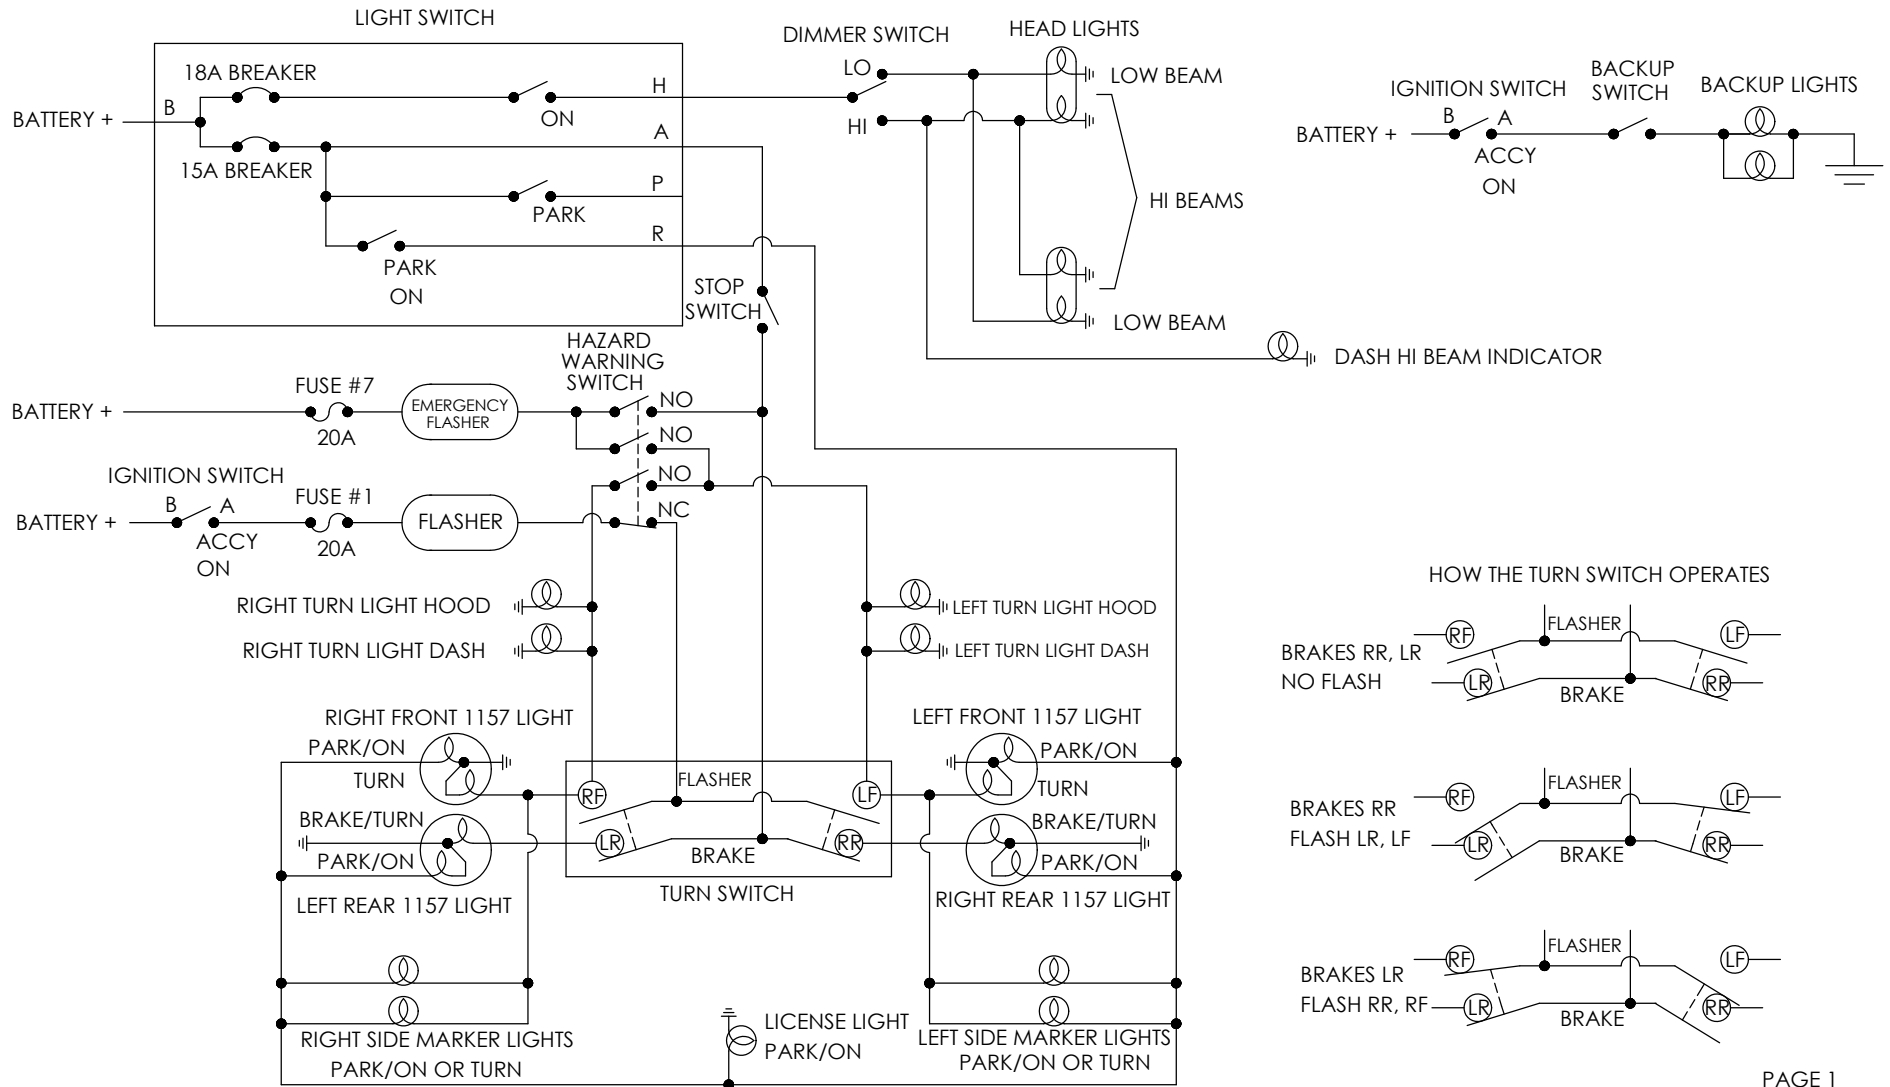 LIGHT SWITCH
18A BREAKER
BATTERY +
B
ON
H
15A BREAKER
A
PARK
P
PARK
ON
R
DIMMER SWITCH
LO
HI
HEAD LIGHTS
LOW BEAM
HI BEAMS
LOW BEAM
DASH HI BEAM INDICATOR
IGNITION SWITCH
BACKUP
SWITCH
BACKUP LIGHTS
BATTERY +
B
A
ACCY
ON
STOP
SWITCH
HAZARD
WARNING
SWITCH
BATTERY +
FUSE #7
20A
EMERGENCY
FLASHER
NO
NO
NO
NC
IGNITION SWITCH
BATTERY +
B
A
ACCY
ON
FUSE #1
20A
FLASHER
RIGHT TURN LIGHT HOOD
LEFT TURN LIGHT HOOD
RIGHT TURN LIGHT DASH
LEFT TURN LIGHT DASH
RIGHT FRONT 1157 LIGHT
PARK/ON
TURN
BRAKE/TURN
PARK/ON
LEFT REAR 1157 LIGHT
RF
FLASHER
LF
LR
BRAKE
RR
TURN SWITCH
LEFT FRONT 1157 LIGHT
PARK/ON
TURN
BRAKE/TURN
PARK/ON
RIGHT REAR 1157 LIGHT
RIGHT SIDE MARKER LIGHTS
PARK/ON OR TURN
LICENSE LIGHT
PARK/ON
LEFT SIDE MARKER LIGHTS
PARK/ON OR TURN
HOW THE TURN SWITCH OPERATES
BRAKES RR, LR
NO FLASH
RF
FLASHER
LF
LR
BRAKE
RR
BRAKES RR
FLASH LR, LF
RF
FLASHER
LF
LR
BRAKE
RR
BRAKES LR
FLASH RR, RF
RF
FLASHER
LF
LR
BRAKE
RR
PAGE 1